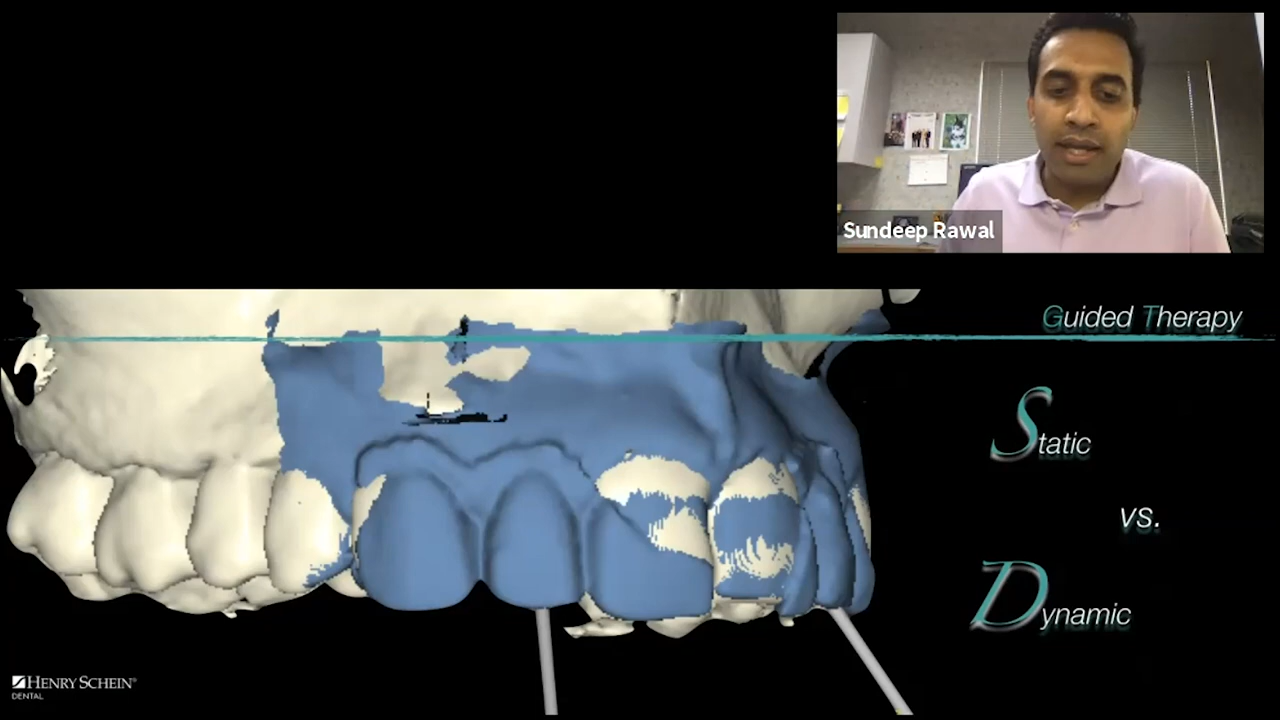 Sundeep Rawal
Guided Therapy
Static
vs.
Dynamic
HENRY SCHEIN®
DENTAL